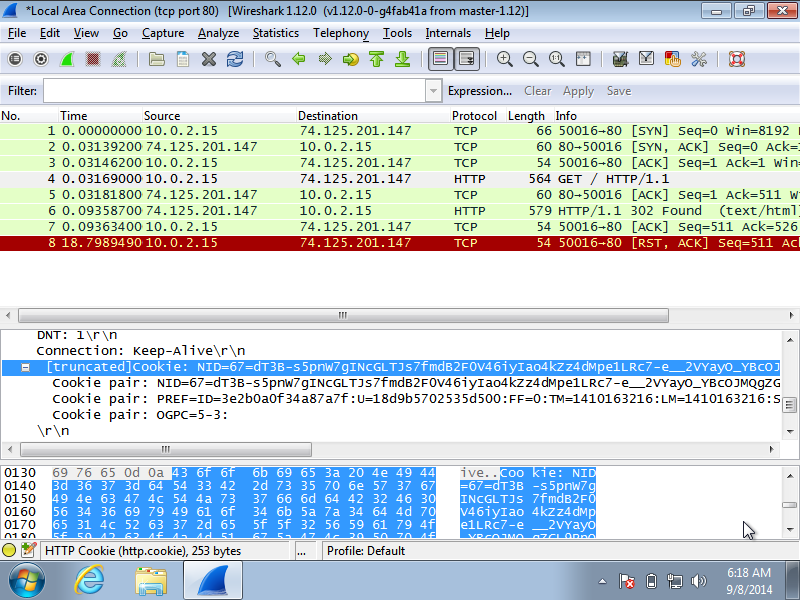 *Local Area Connection (tcp port 80) [Wireshark 1.12.0 (v1.12.0-0-g4fab41a from master-1.12)]
File Edit View Go Capture Analyze Statistics Telephony Tools Internals Help
Filter: Expression... Clear Apply Save
No. Time Source Destination Protocol Length Info
1 0.00000000 10.0.2.15 74.125.201.147 TCP 66 50016→80 [SYN] Seq=0 Win=8192
2 0.03139200 74.125.201.147 10.0.2.15 TCP 60 80→50016 [SYN, ACK] Seq=0 Ack=1
3 0.03146200 10.0.2.15 74.125.201.147 TCP 54 50016→80 [ACK] Seq=1 Ack=1 Win=
4 0.03169000 10.0.2.15 74.125.201.147 HTTP 564 GET / HTTP/1.1
5 0.03181800 74.125.201.147 10.0.2.15 TCP 60 80→50016 [ACK] Seq=1 Ack=511 Wi
6 0.09358700 74.125.201.147 10.0.2.15 HTTP 579 HTTP/1.1 302 Found (text/html)
7 0.09363400 10.0.2.15 74.125.201.147 TCP 54 50016→80 [ACK] Seq=511 Ack=526
8 18.7989490 10.0.2.15 74.125.201.147 TCP 54 50016→80 [RST, ACK] Seq=511 Ack
DNT: 1\r\n
Connection: Keep-Alive\r\n
[truncated]Cookie: NID=67=dT3B-s5pnW7gINcGLTJs7fmdB2F0V46iyIao4kZz4dMpe1LRc7-e__2VYayO_YBcOJ
Cookie pair: NID=67=dT3B-s5pnW7gINcGLTJs7fmdB2F0V46iyIao4kZz4dMpe1LRc7-e__2VYayO_YBcOJMQgZG
Cookie pair: PREF=ID=3e2b0a0f34a87a7f:U=18d9b5702535d500:FF=0:TM=1410163216:LM=1410163216:S
Cookie pair: OGPC=5-3:
\r\n
0130 69 76 65 0d 0a 43 6f 6f 6b 69 65 3a 20 4e 49 44 ive..Coo kie: NID
0140 3d 36 37 3d 64 54 33 42 2d 73 35 70 6e 57 37 67 =67=dT3B -s5pnW7g
0150 49 4e 63 47 4c 54 4a 73 37 66 6d 64 42 32 46 30 INcGLTJs 7fmdB2F0
0160 56 34 36 69 79 49 61 6f 34 6b 5a 7a 34 64 4d 70 V46iyIao 4kZz4dMp
0170 65 31 4c 52 63 37 2d 65 5f 5f 32 56 59 61 79 4f e1LRc7-e __2VYayO
HTTP Cookie (http.cookie), 253 bytes ... Profile: Default
6:18 AM
9/8/2014